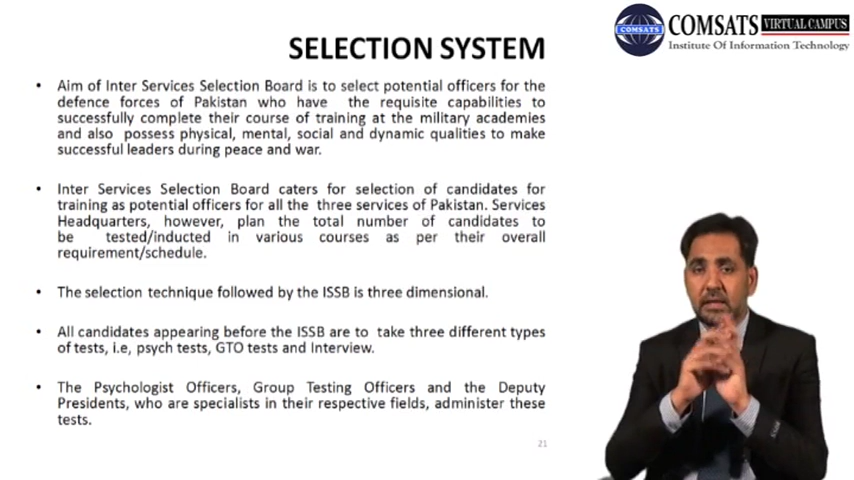 COMSATS VIRTUAL CAMPUS
COMSATS
Institute Of Information Technology
SELECTION SYSTEM
• Aim of Inter Services Selection Board is to select potential officers for the
defence forces of Pakistan who have the requisite capabilities to
successfully complete their course of training at the military academies
and also possess physical, mental, social and dynamic qualities to make
successful leaders during peace and war.
• Inter Services Selection Board caters for selection of candidates for
training as potential officers for all the three services of Pakistan. Services
Headquarters, however, plan the total number of candidates to
be tested/inducted in various courses as per their overall
requirement/schedule.
• The selection technique followed by the ISSB is three dimensional.
• All candidates appearing before the ISSB are to take three different types
of tests, i.e, psych tests, GTO tests and Interview.
• The Psychologist Officers, Group Testing Officers and the Deputy
Presidents, who are specialists in their respective fields, administer these
tests.
21